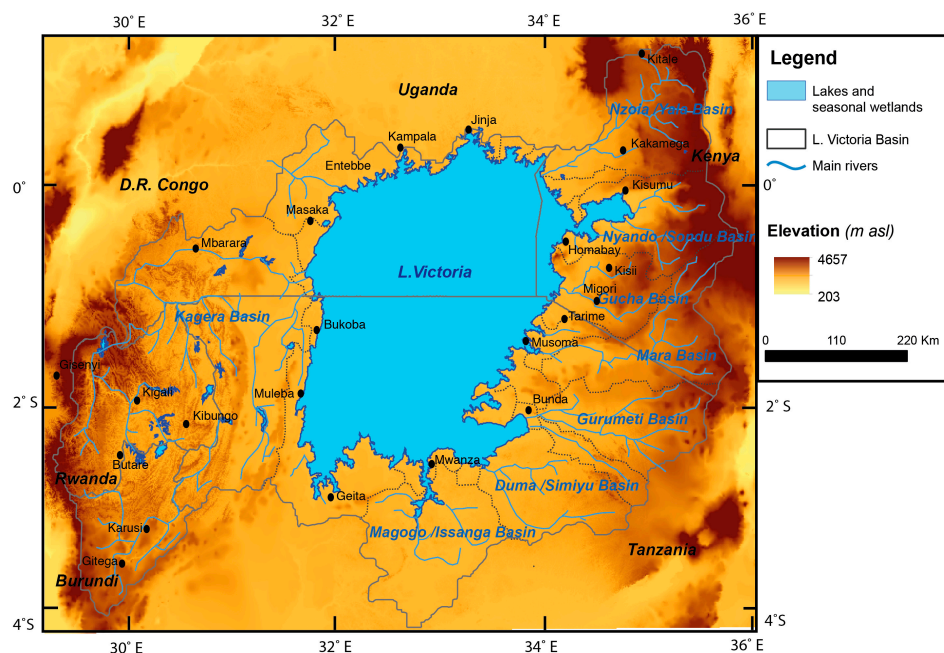 30˚ E
32˚ E
34˚ E
36˚ E
Legend
Lakes and
seasonal wetlands
L. Victoria Basin
Main rivers
Elevation (m asl)
4657
203
0
110
220 Km
Kitale
Uganda
Nzoia /Yala Basin
Jinja
Kampala
Kakamega
Entebbe
Kenya
D.R. Congo
0˚
0˚
Kisumu
Masaka
Nyando /Sondu Basin
Mbarara
Homabay
L.Victoria
Kisii
Migori
Gucha Basin
Kagera Basin
Tarime
Bukoba
Musoma
Mara Basin
Gisenyi
Kigali
Muleba
Bunda
2˚ S
2˚ S
Kibungo
Gurumeti Basin
Butare
Mwanza
Rwanda
Duma /Simiyu Basin
Geita
Karusi
Magogo /Issanga Basin
Tanzania
Gitega
Burundi
4˚ S
4˚ S
30˚ E
32˚ E
34˚ E
36˚ E